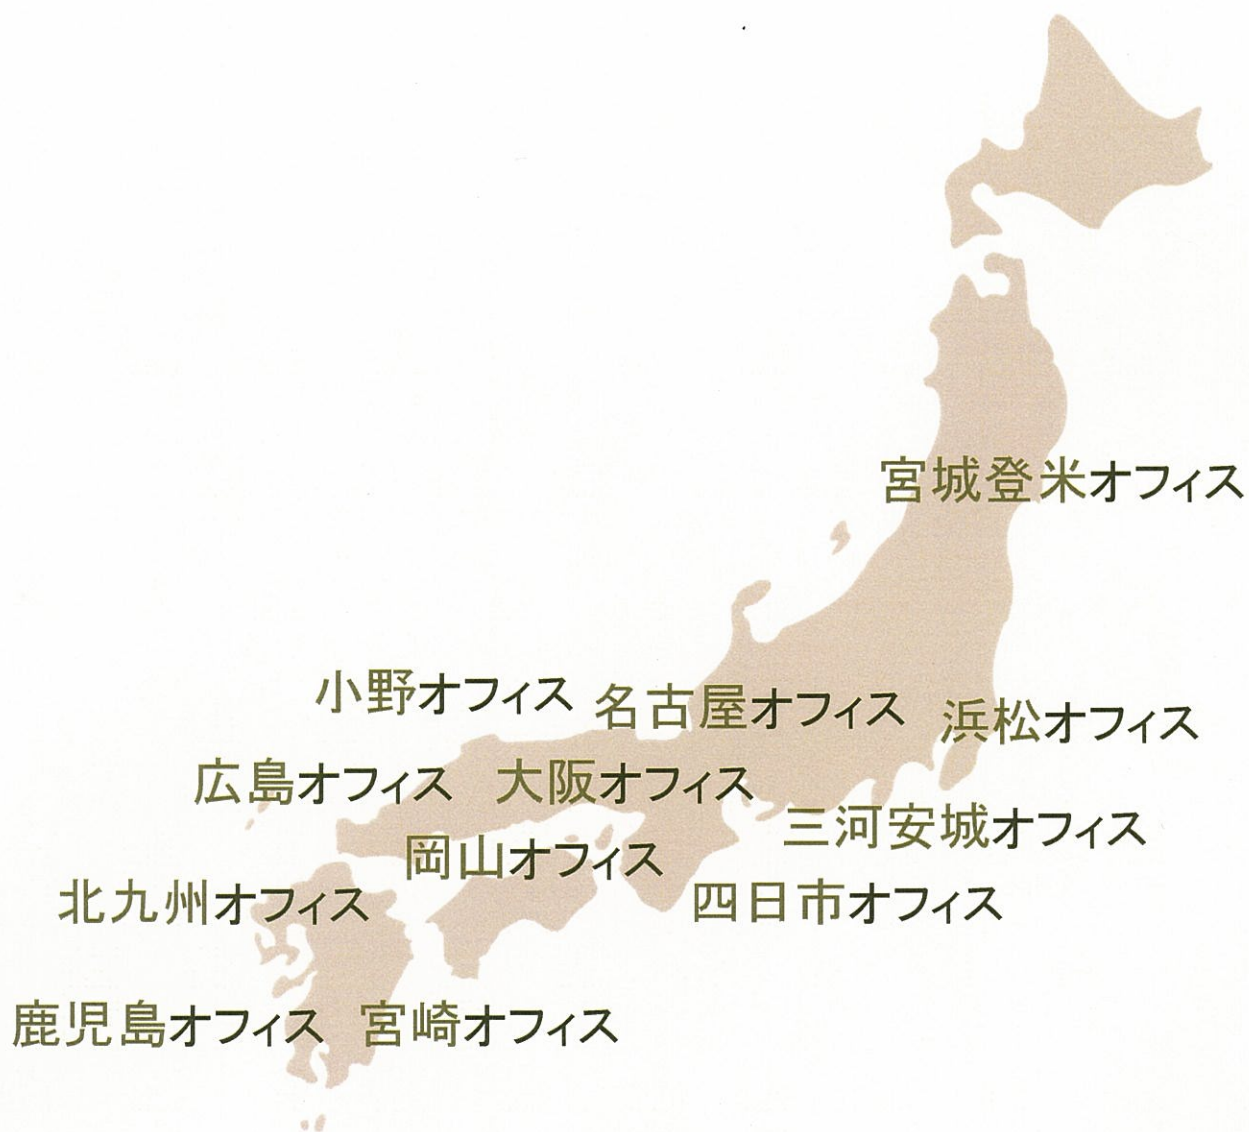 宮城登米オフィス
小野オフィス
名古屋オフィス
浜松オフィス
広島オフィス
大阪オフィス
三河安城オフィス
岡山オフィス
北九州オフィス
四日市オフィス
鹿児島オフィス
宮崎オフィス